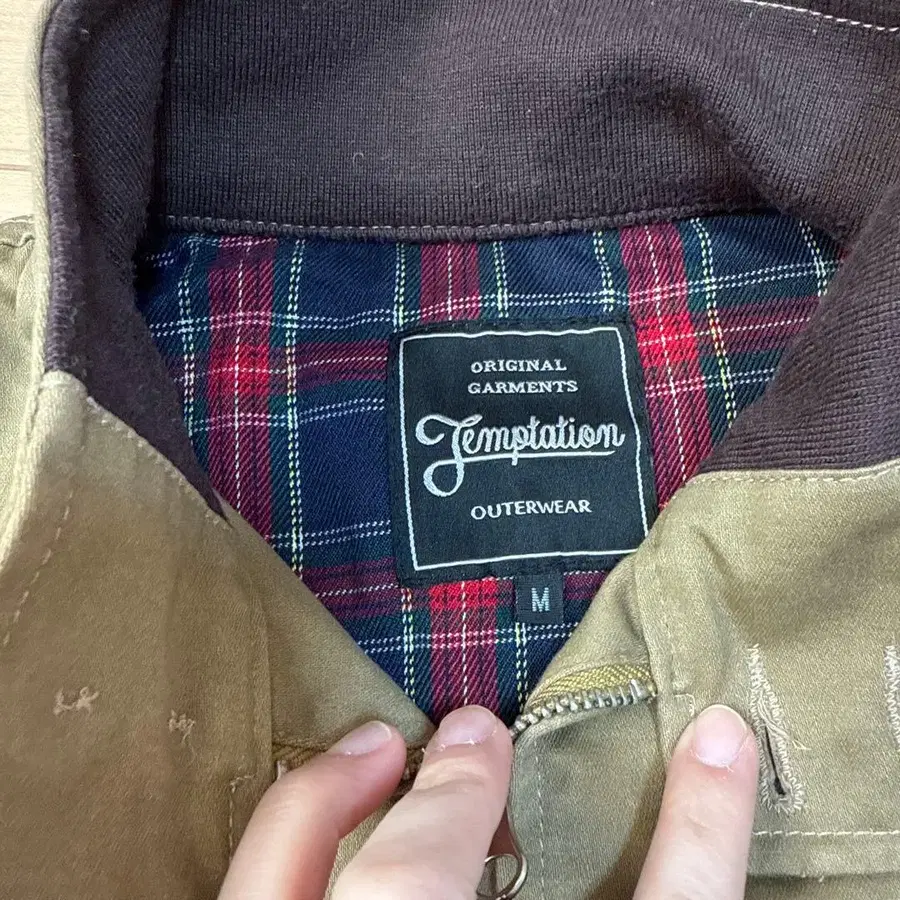 ORIGINAL
GARMENTS
Temptation
OUTERWEAR
M